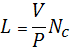 L = V/P N_C